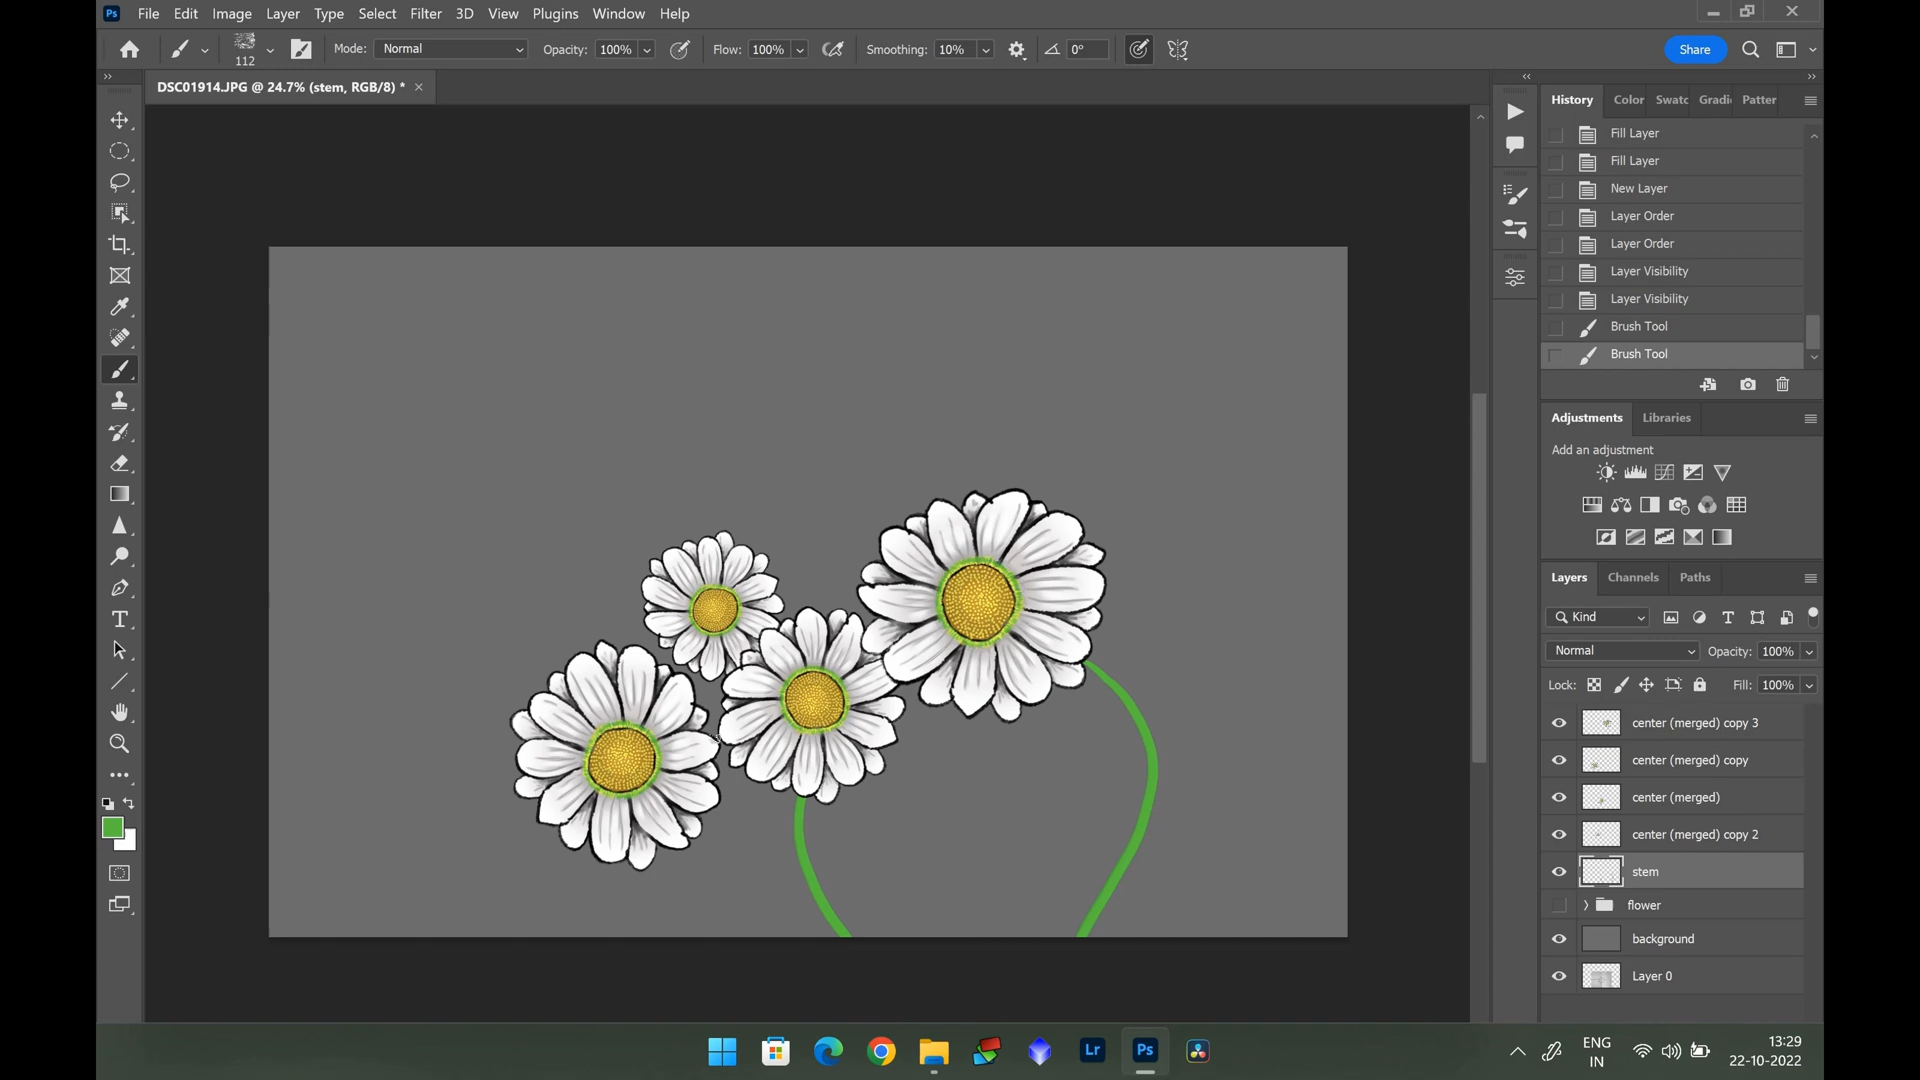 Ps File Edit Image Layer Type Select Filter 3D View Plugins Window Help
112 Mode: Normal Opacity: 100% Flow: 100% Smoothing: 10% 0° Share
DSC01914.JPG @ 24.7% (stem, RGB/8) *
History Color Swatc Gradi Patter
Fill Layer
Fill Layer
New Layer
Layer Order
Layer Order
Layer Visibility
Layer Visibility
Brush Tool
Brush Tool
Adjustments Libraries
Add an adjustment
Layers Channels Paths
Kind
Normal Opacity: 100%
Lock: Fill: 100%
center (merged) copy 3
center (merged) copy
center (merged)
center (merged) copy 2
stem
flower
background
Layer 0
Lr Ps
ENG
IN
13:29
22-10-2022